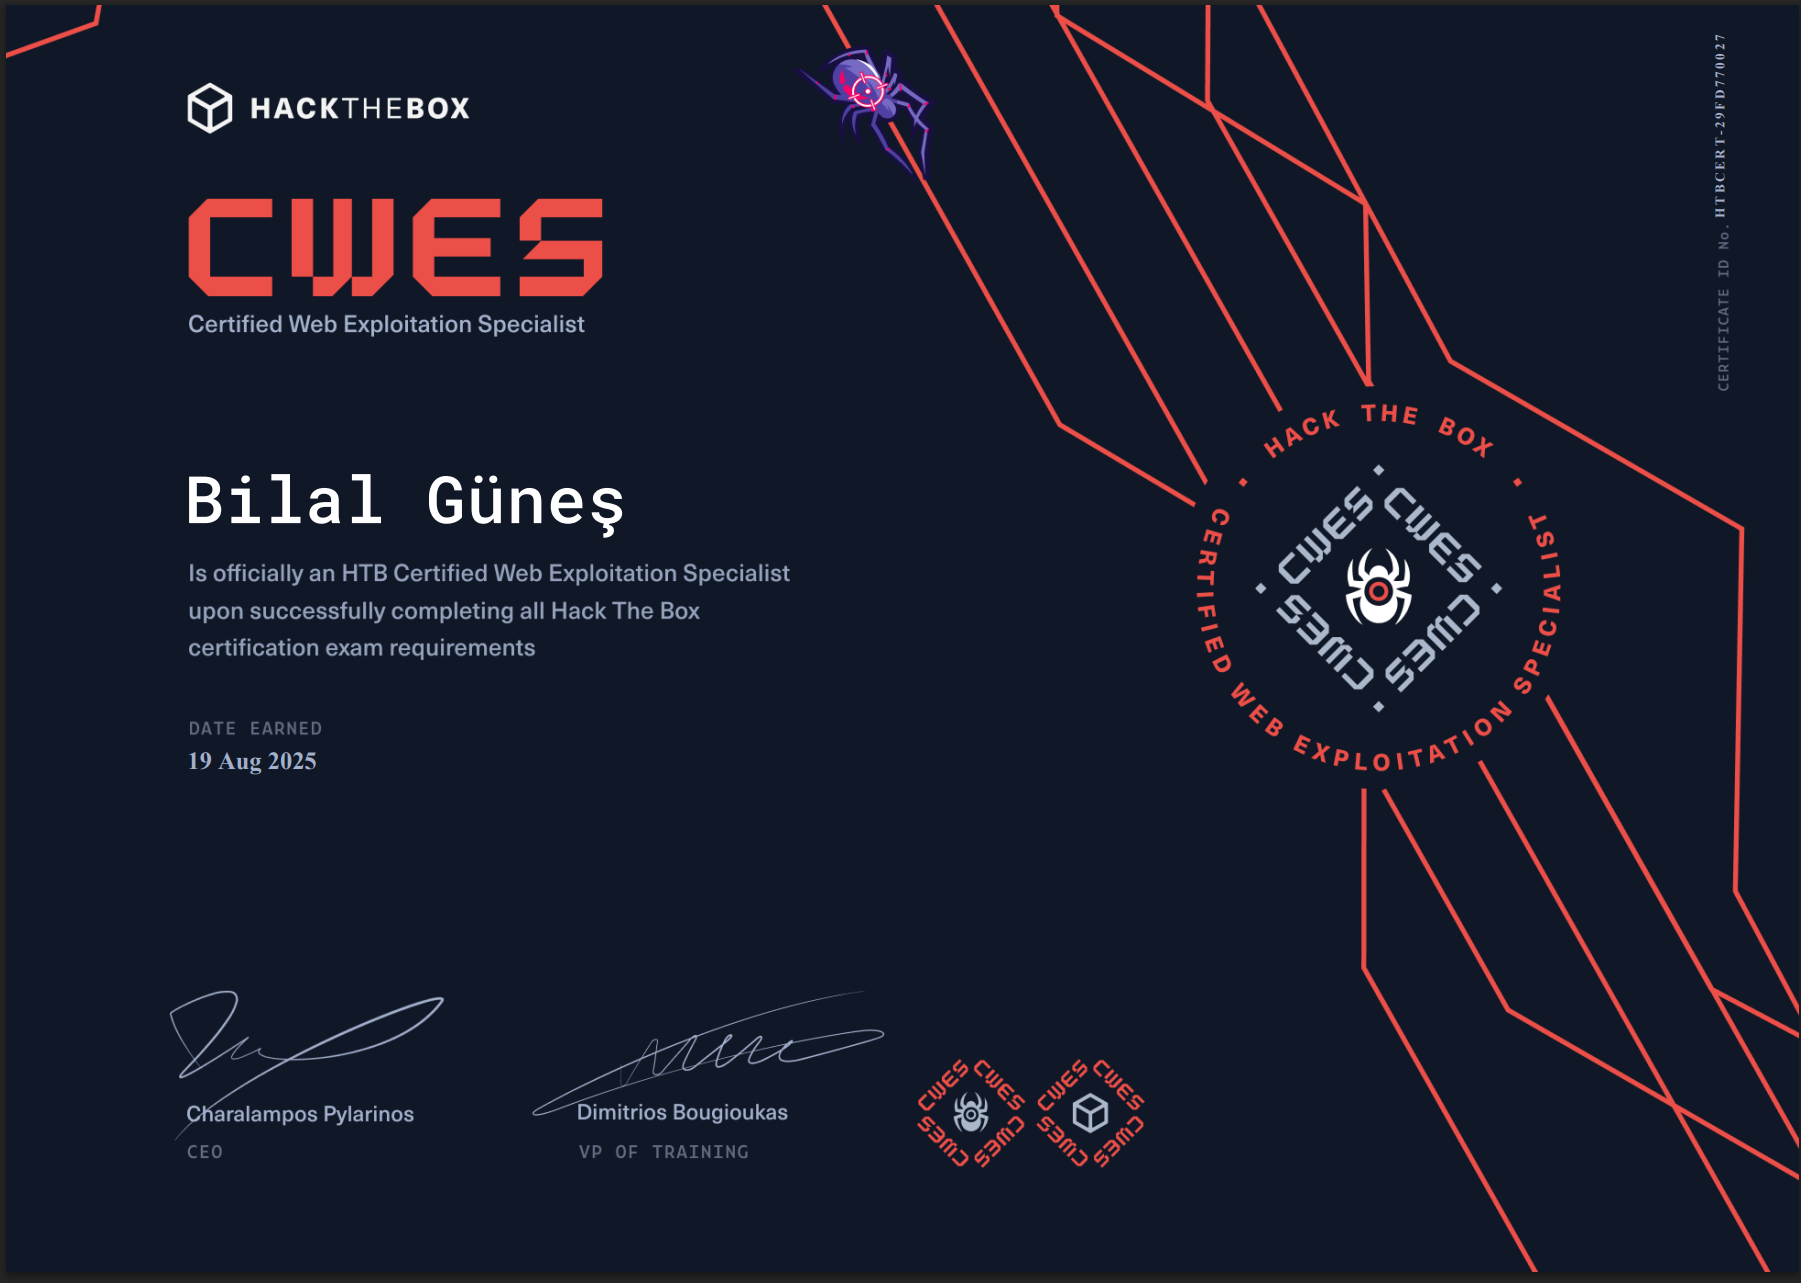 HACKTHEBOX
CWES
Certified Web Exploitation Specialist
CERTIFICATE ID No. HTBCERT-29FD770027
Bilal Güneş
Is officially an HTB Certified Web Exploitation Specialist
upon successfully completing all Hack The Box
certification exam requirements
DATE EARNED
19 Aug 2025
HACK THE BOX
CERTIFIED WEB EXPLOITATION SPECIALIST
CWES CWES
CWES CWES
Charalampos Pylarinos
CEO
Dimitrios Bougioukas
VP OF TRAINING
CWES CWES
CWES CWES
CWES CWES
CWES CWES